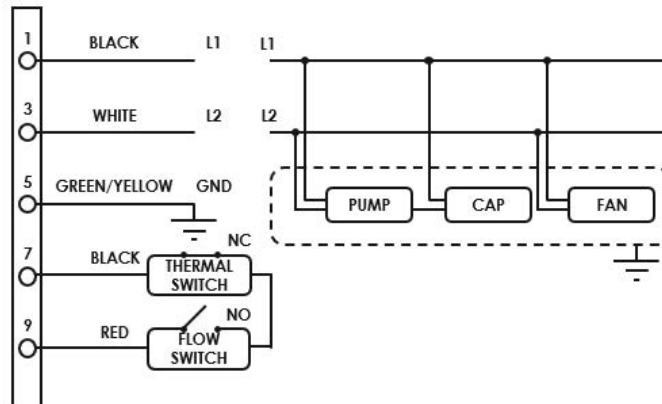 1 BLACK L1 L1
3 WHITE L2 L2
5 GREEN/YELLOW GND
PUMP CAP FAN
7 BLACK NC
THERMAL
SWITCH
9 RED NO
FLOW
SWITCH